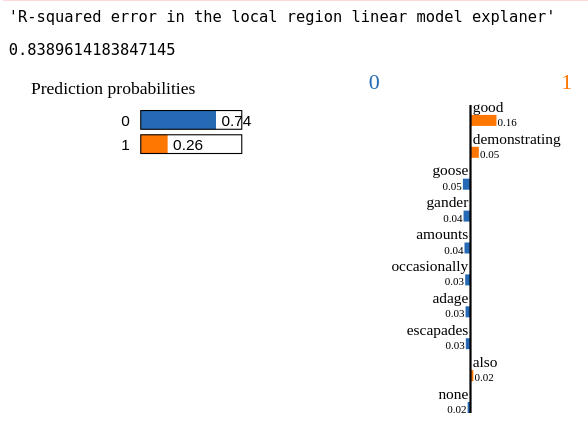 'R-squared error in the local region linear model explaner'
0.8389614183847145
Prediction probabilities
0 0.74
1 0.26
0 1
good
0.16
demonstrating
0.05
goose
0.05
gander
0.04
amounts
0.04
occasionally
0.03
adage
0.03
escapades
0.03
also
0.02
none
0.02